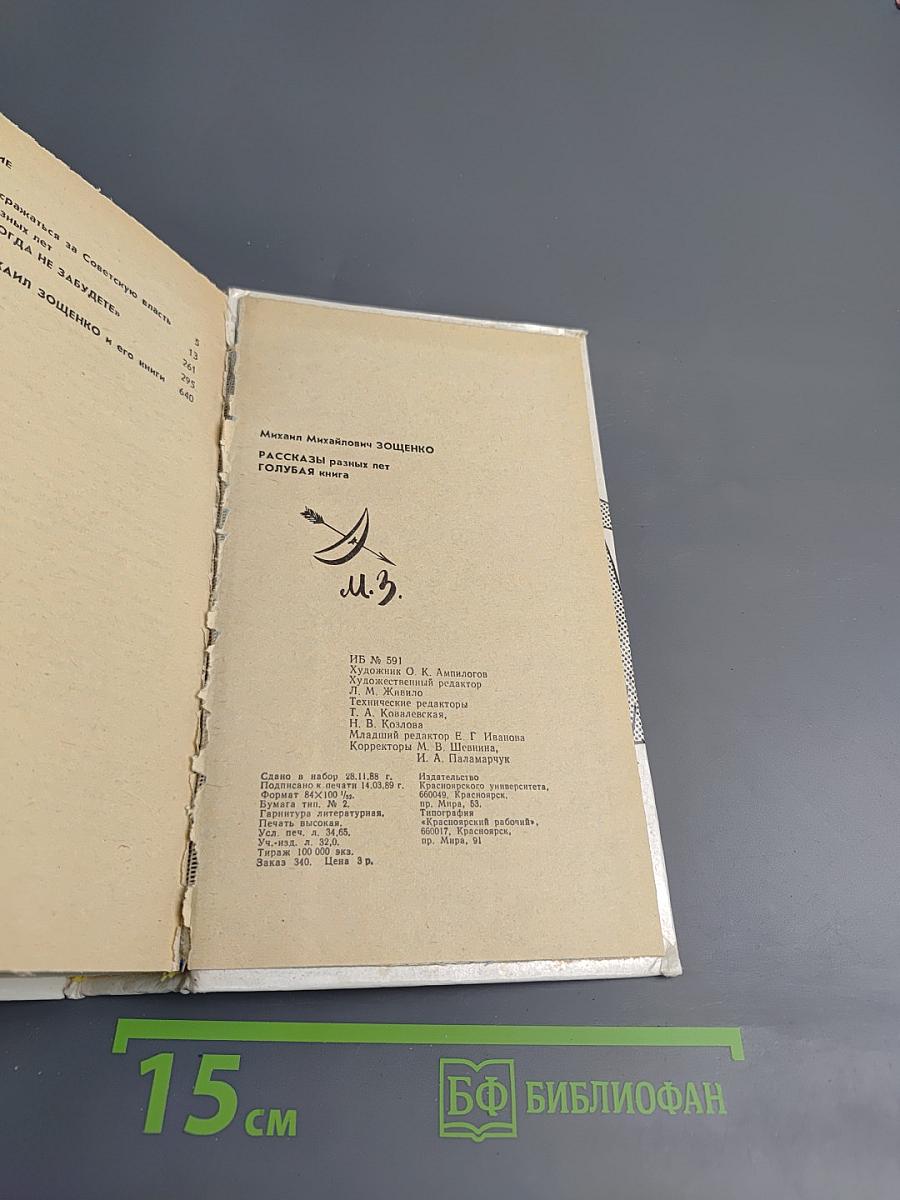 ИЕ
сражаться за Советскую власть
зных лет
ОГДА НЕ ЗАБУДЕТЕ»
ХАИЛ ЗОЩЕНКО и его книги
5
13
261
295
640
Михаил Михайлович ЗОЩЕНКО
РАССКАЗЫ разных лет
ГОЛУБАЯ книга
М.З.
ИБ № 591
Художник О. К. Ампилогов
Художественный редактор
Л. М. Живило
Технические редакторы
Т. А. Ковалевская,
Н. В. Козлова
Младший редактор Е. Г Иванова
Корректоры М. В. Шевнина,
И. А. Паламарчук
Сдано в набор 28.11.88 г.
Подписано к печати 14.03.89 г.
Формат 84×100 1/32.
Бумага тип. № 2.
Гарнитура литературная.
Печать высокая.
Усл. печ. л. 34,65.
Уч.-изд. л. 32,0.
Тираж 100 000 экз.
Заказ 340. Цена 3 р.
Издательство
Красноярского университета,
660049, Красноярск,
пр. Мира, 53.
Типография
«Красноярский рабочий»,
660017, Красноярск,
пр. Мира, 91
15 см
БФ БИБЛИОФАН